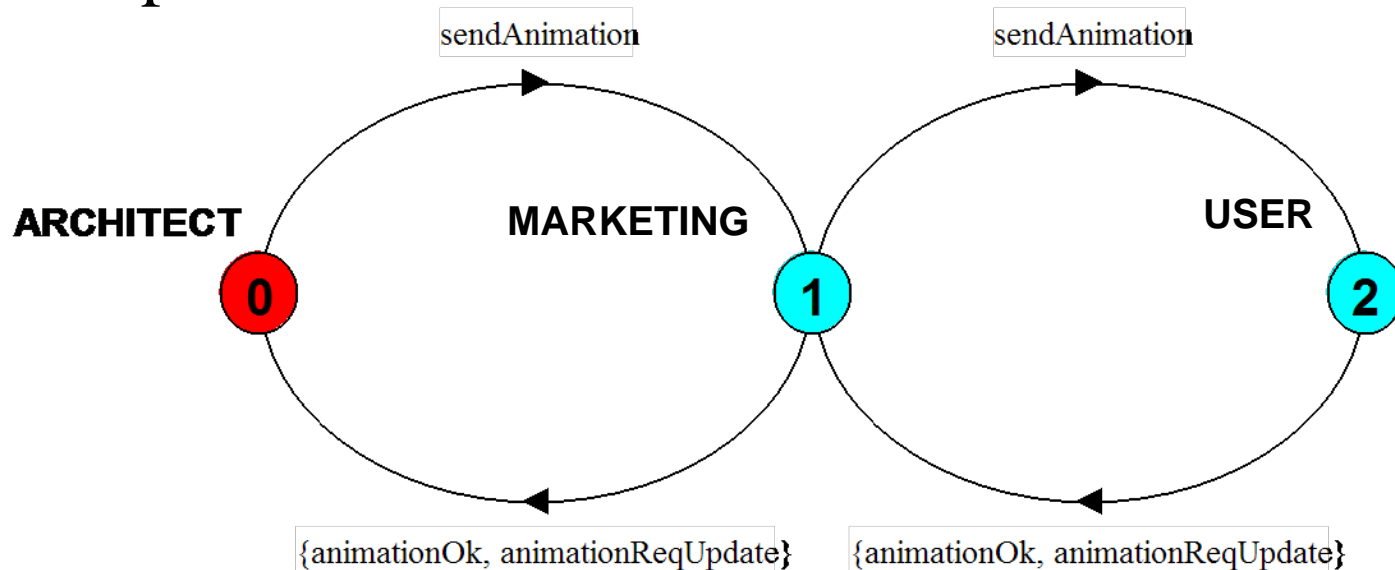 sendAnimation
sendAnimation
ARCHITECT
MARKETING
USER
0
1
2
{animationOk, animationReqUpdate}
{animationOk, animationReqUpdate}